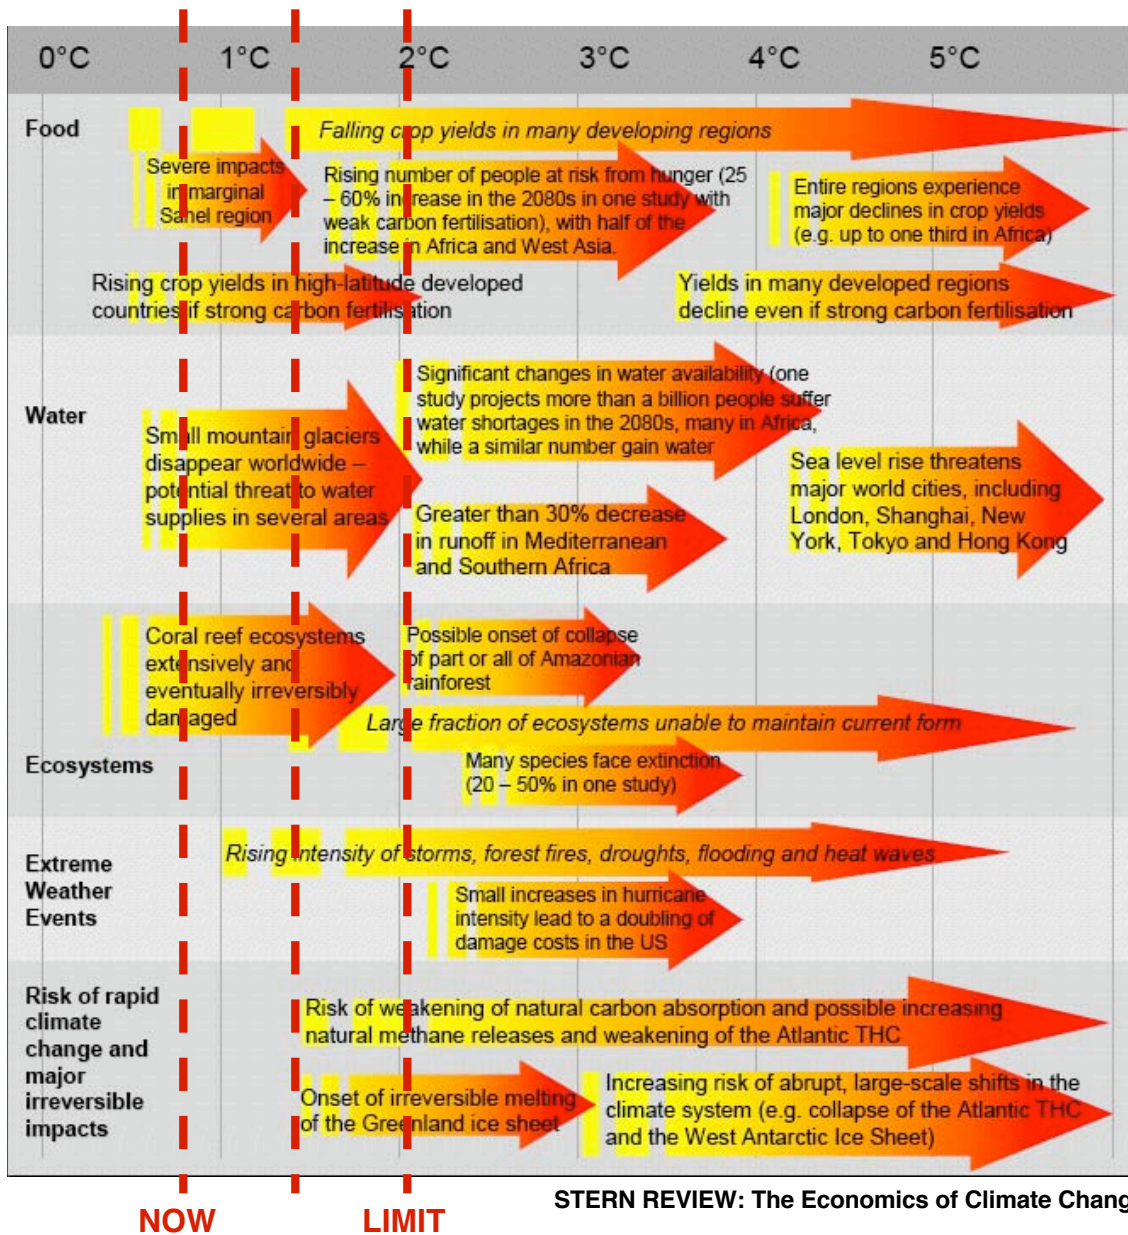 0°C 1°C 2°C 3°C 4°C 5°C
Food
Falling crop yields in many developing regions
Severe impacts
in marginal
Sahel region
Rising number of people at risk from hunger (25
– 60% increase in the 2080s in one study with
weak carbon fertilisation), with half of the
increase in Africa and West Asia.
Entire regions experience
major declines in crop yields
(e.g. up to one third in Africa)
Rising crop yields in high-latitude developed
countries if strong carbon fertilisation
Yields in many developed regions
decline even if strong carbon fertilisation
Water
Small mountain glaciers
disappear worldwide –
potential threat to water
supplies in several areas
Significant changes in water availability (one
study projects more than a billion people suffer
water shortages in the 2080s, many in Africa,
while a similar number gain water
Greater than 30% decrease
in runoff in Mediterranean
and Southern Africa
Sea level rise threatens
major world cities, including
London, Shanghai, New
York, Tokyo and Hong Kong
Ecosystems
Coral reef ecosystems
extensively and
eventually irreversibly
damaged
Possible onset of collapse
of part or all of Amazonian
rainforest
Large fraction of ecosystems unable to maintain current form
Many species face extinction
(20 – 50% in one study)
Extreme
Weather
Events
Rising intensity of storms, forest fires, droughts, flooding and heat waves
Small increases in hurricane
intensity lead to a doubling of
damage costs in the US
Risk of rapid
climate
change and
major
irreversible
impacts
Risk of weakening of natural carbon absorption and possible increasing
natural methane releases and weakening of the Atlantic THC
Onset of irreversible melting
of the Greenland ice sheet
Increasing risk of abrupt, large-scale shifts in the
climate system (e.g. collapse of the Atlantic THC
and the West Antarctic Ice Sheet)
STERN REVIEW: The Economics of Climate Chang
NOW LIMIT